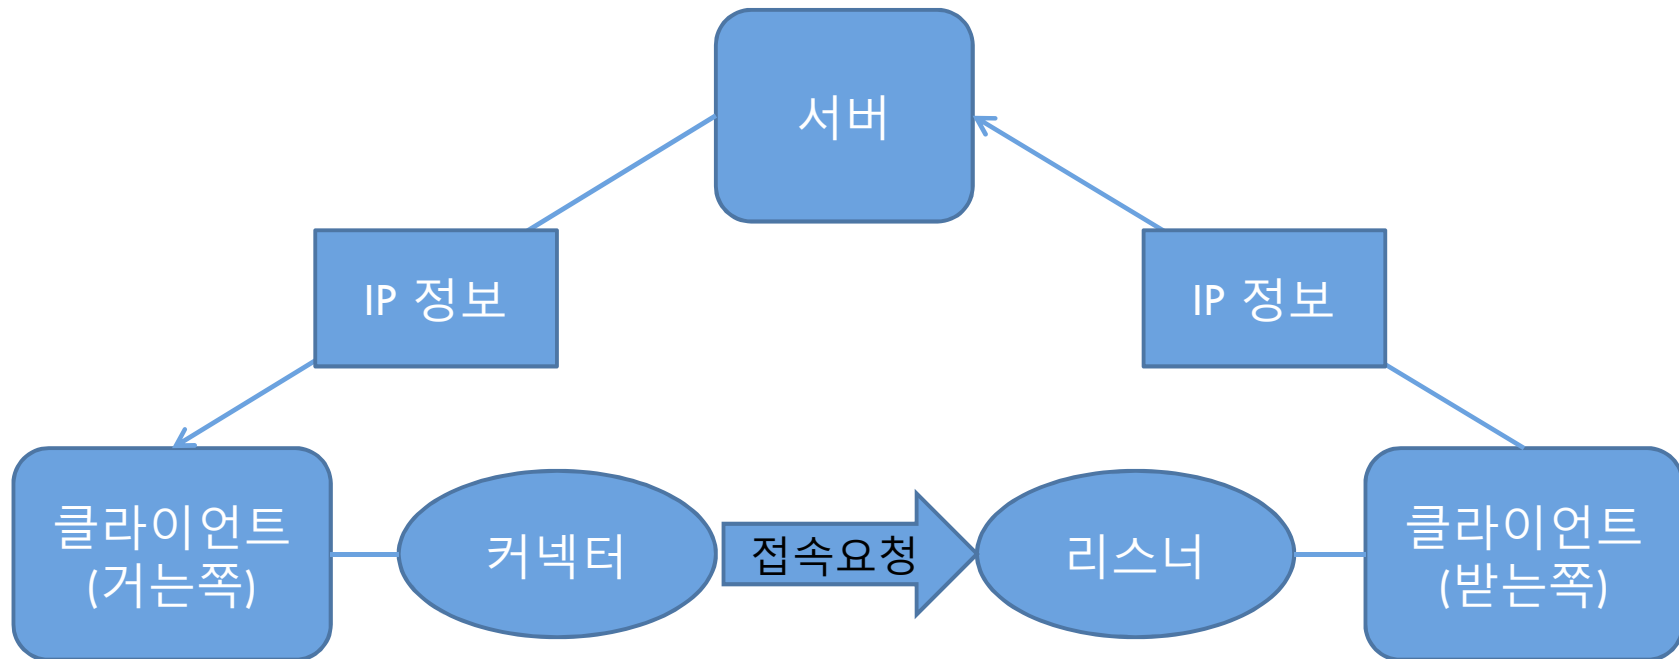 서버
IP 정보
IP 정보
클라이언트
(거는쪽)
커넥터
접속요청
리스너
클라이언트
(받는쪽)